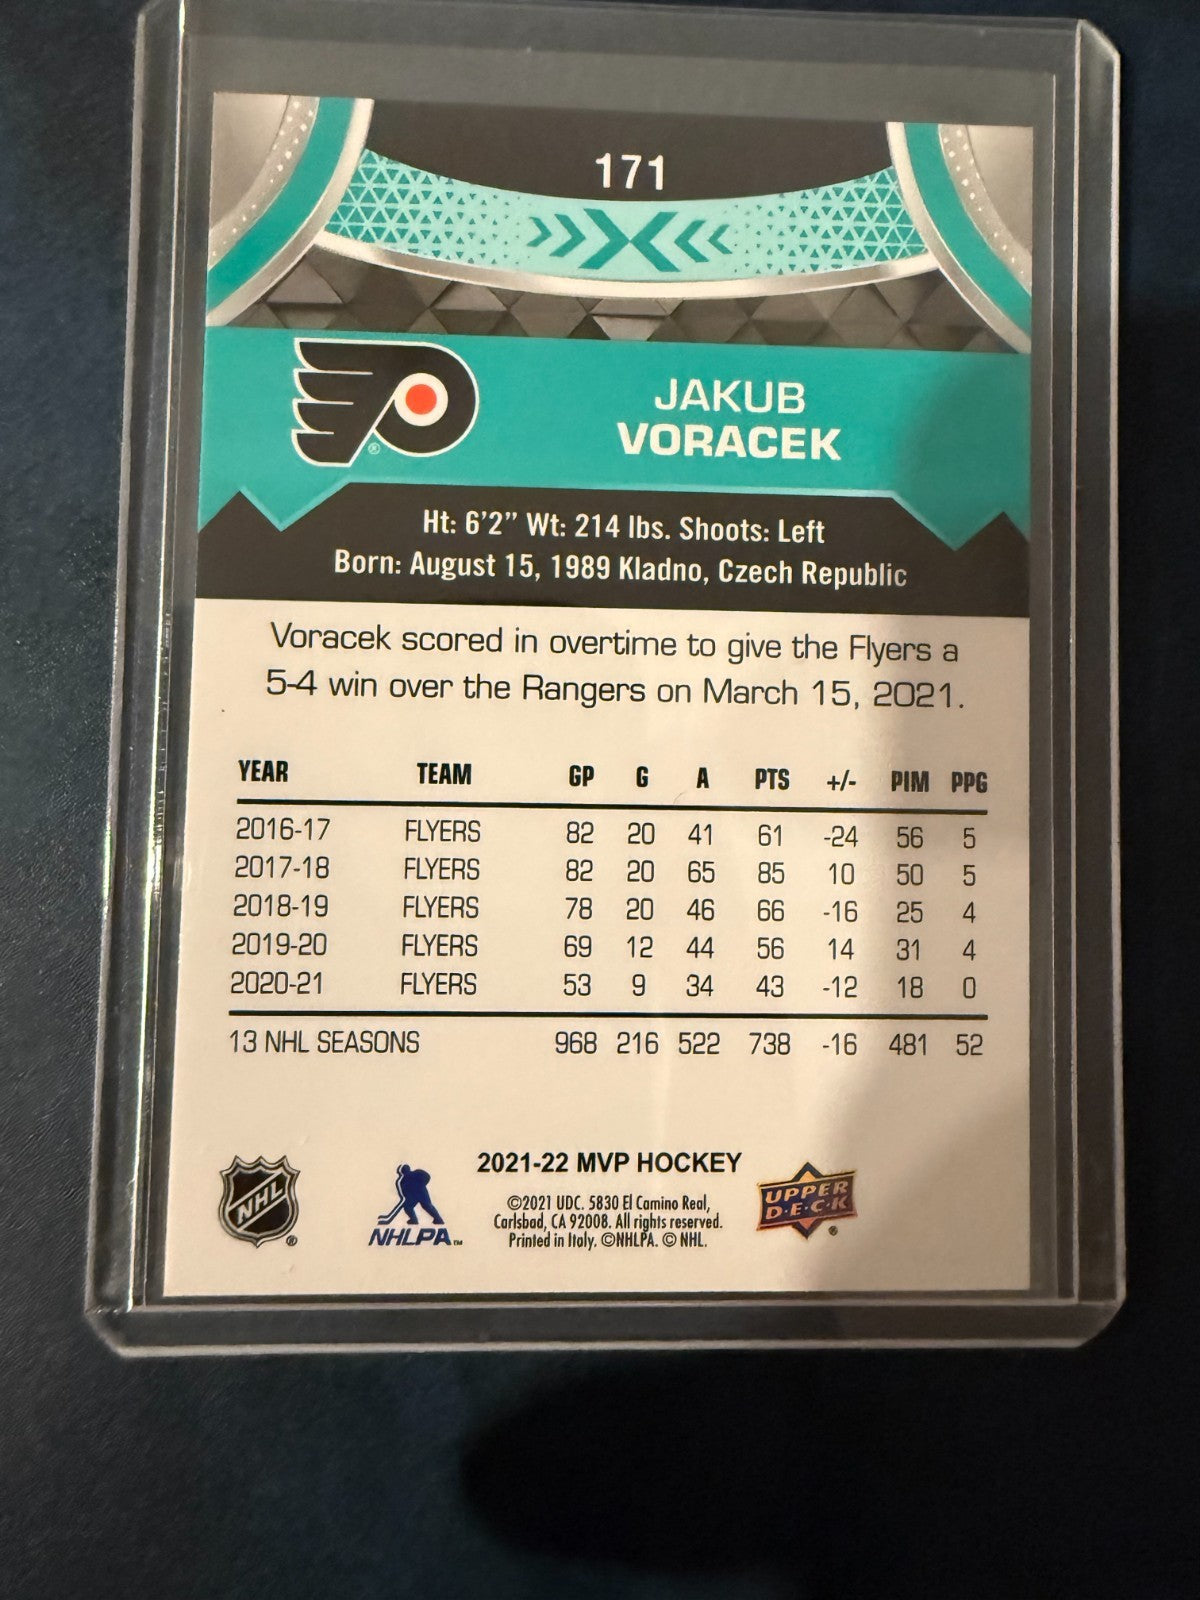 171
JAKUB
VORACEK
®
Ht: 6'2" Wt: 214 lbs. Shoots: Left
Born: August 15, 1989 Kladno, Czech Republic
Voracek scored in overtime to give the Flyers a
5-4 win over the Rangers on March 15, 2021.
YEAR TEAM GP G A PTS +/- PIM PPG
2016-17 FLYERS 82 20 41 61 -24 56 5
2017-18 FLYERS 82 20 65 85 10 50 5
2018-19 FLYERS 78 20 46 66 -16 25 4
2019-20 FLYERS 69 12 44 56 14 31 4
2020-21 FLYERS 53 9 34 43 -12 18 0
13 NHL SEASONS 968 216 522 738 -16 481 52
NHL ®
NHLPA™
2021-22 MVP HOCKEY
©2021 UDC. 5830 El Camino Real,
Carlsbad, CA 92008. All rights reserved.
Printed in Italy. ©NHLPA. © NHL.
UPPER
D•E•C•K
®